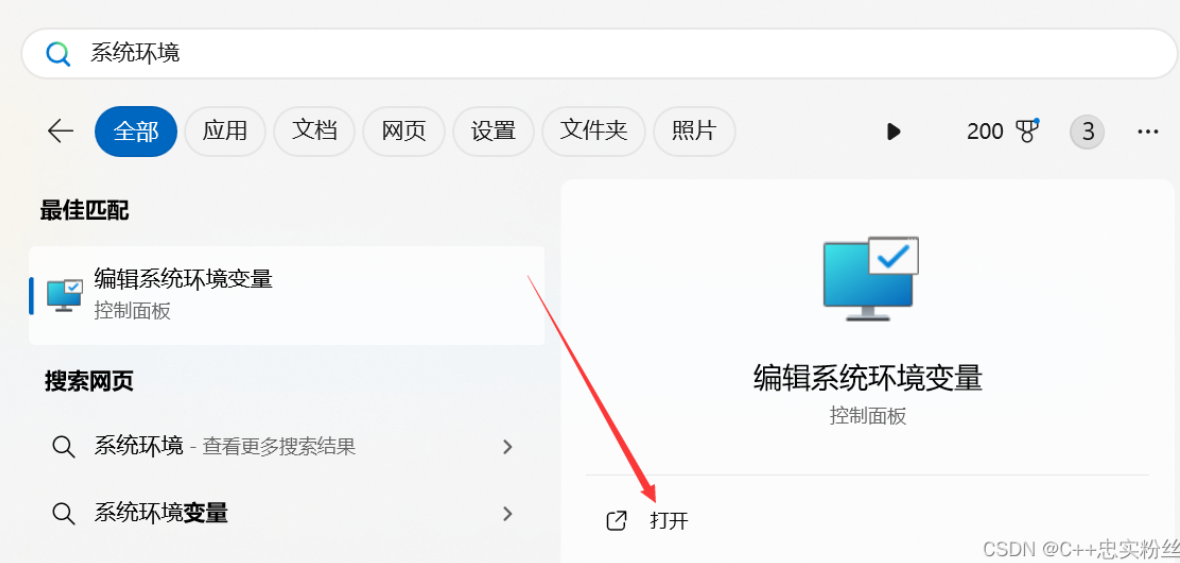 系统环境
全部 应用 文档 网页 设置 文件夹 照片 200 3 ...
最佳匹配
编辑系统环境变量
控制面板
搜索网页
系统环境 - 查看更多搜索结果
系统环境变量
编辑系统环境变量
控制面板
打开
CSDN @C++忠实粉丝